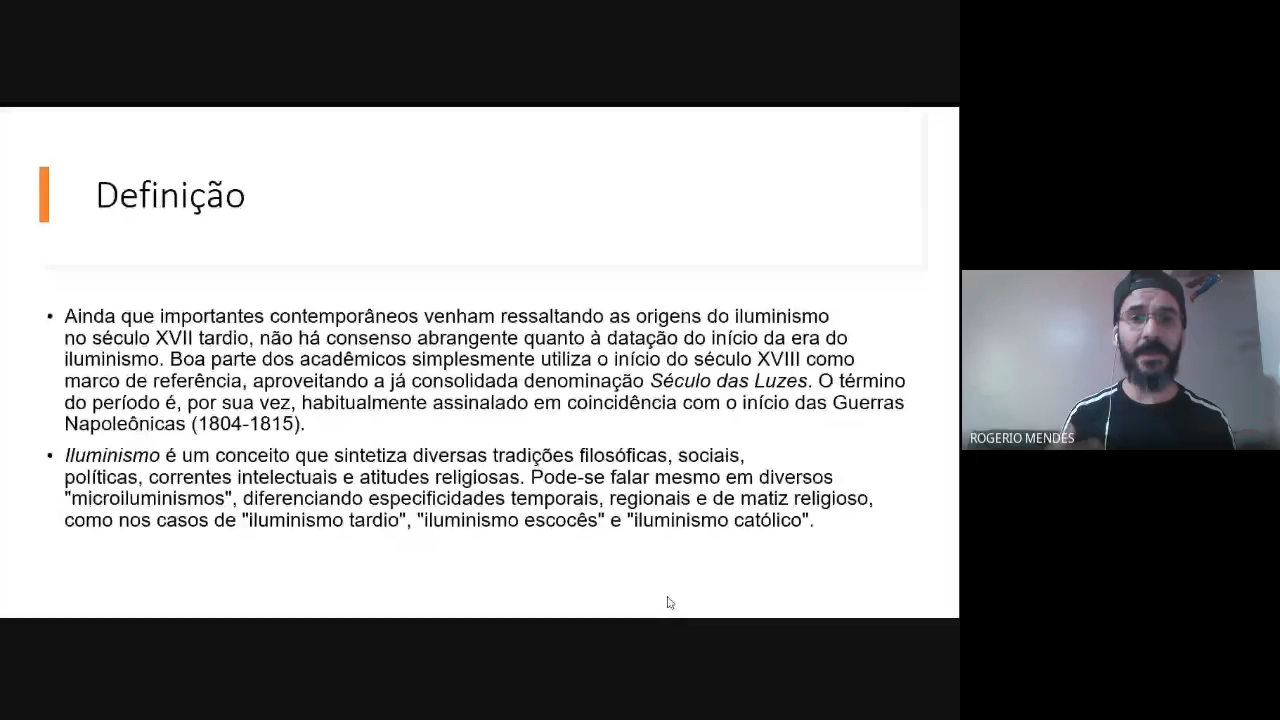 Definição
• Ainda que importantes contemporâneos venham ressaltando as origens do iluminismo
no século XVII tardio, não há consenso abrangente quanto à datação do início da era do
iluminismo. Boa parte dos acadêmicos simplesmente utiliza o início do século XVIII como
marco de referência, aproveitando a já consolidada denominação Século das Luzes. O término
do período é, por sua vez, habitualmente assinalado em coincidência com o início das Guerras
Napoleônicas (1804-1815).
• Iluminismo é um conceito que sintetiza diversas tradições filosóficas, sociais,
políticas, correntes intelectuais e atitudes religiosas. Pode-se falar mesmo em diversos
"microiluminismos", diferenciando especificidades temporais, regionais e de matiz religioso,
como nos casos de "iluminismo tardio", "iluminismo escocês" e "iluminismo católico".
ROGERIO MENDES